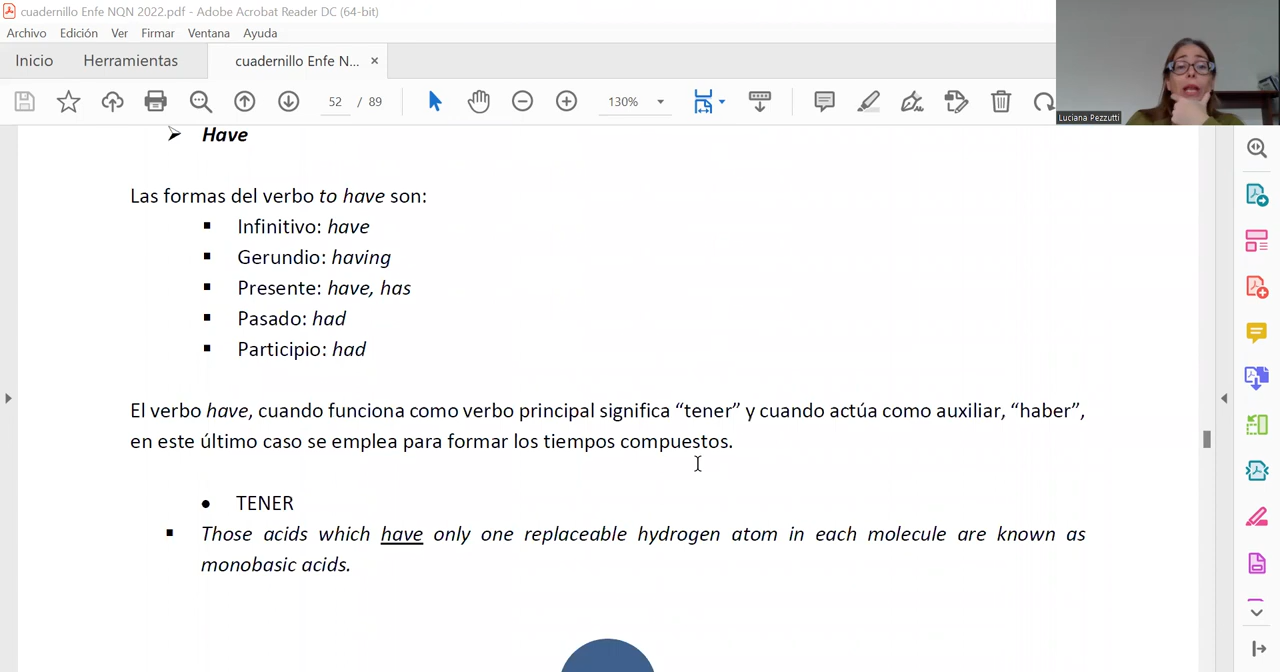 cuadernillo Enfe NQN 2022.pdf - Adobe Acrobat Reader DC (64-bit)
Archivo Edición Ver Firmar Ventana Ayuda
Inicio Herramientas cuadernillo Enfe N... ×
52 / 89 130%
Luciana Pezzutti
➢ Have
Las formas del verbo to have son:
▪ Infinitivo: have
▪ Gerundio: having
▪ Presente: have, has
▪ Pasado: had
▪ Participio: had
El verbo have, cuando funciona como verbo principal significa “tener” y cuando actúa como auxiliar, “haber”,
en este último caso se emplea para formar los tiempos compuestos.
• TENER
▪ Those acids which have only one replaceable hydrogen atom in each molecule are known as
monobasic acids.